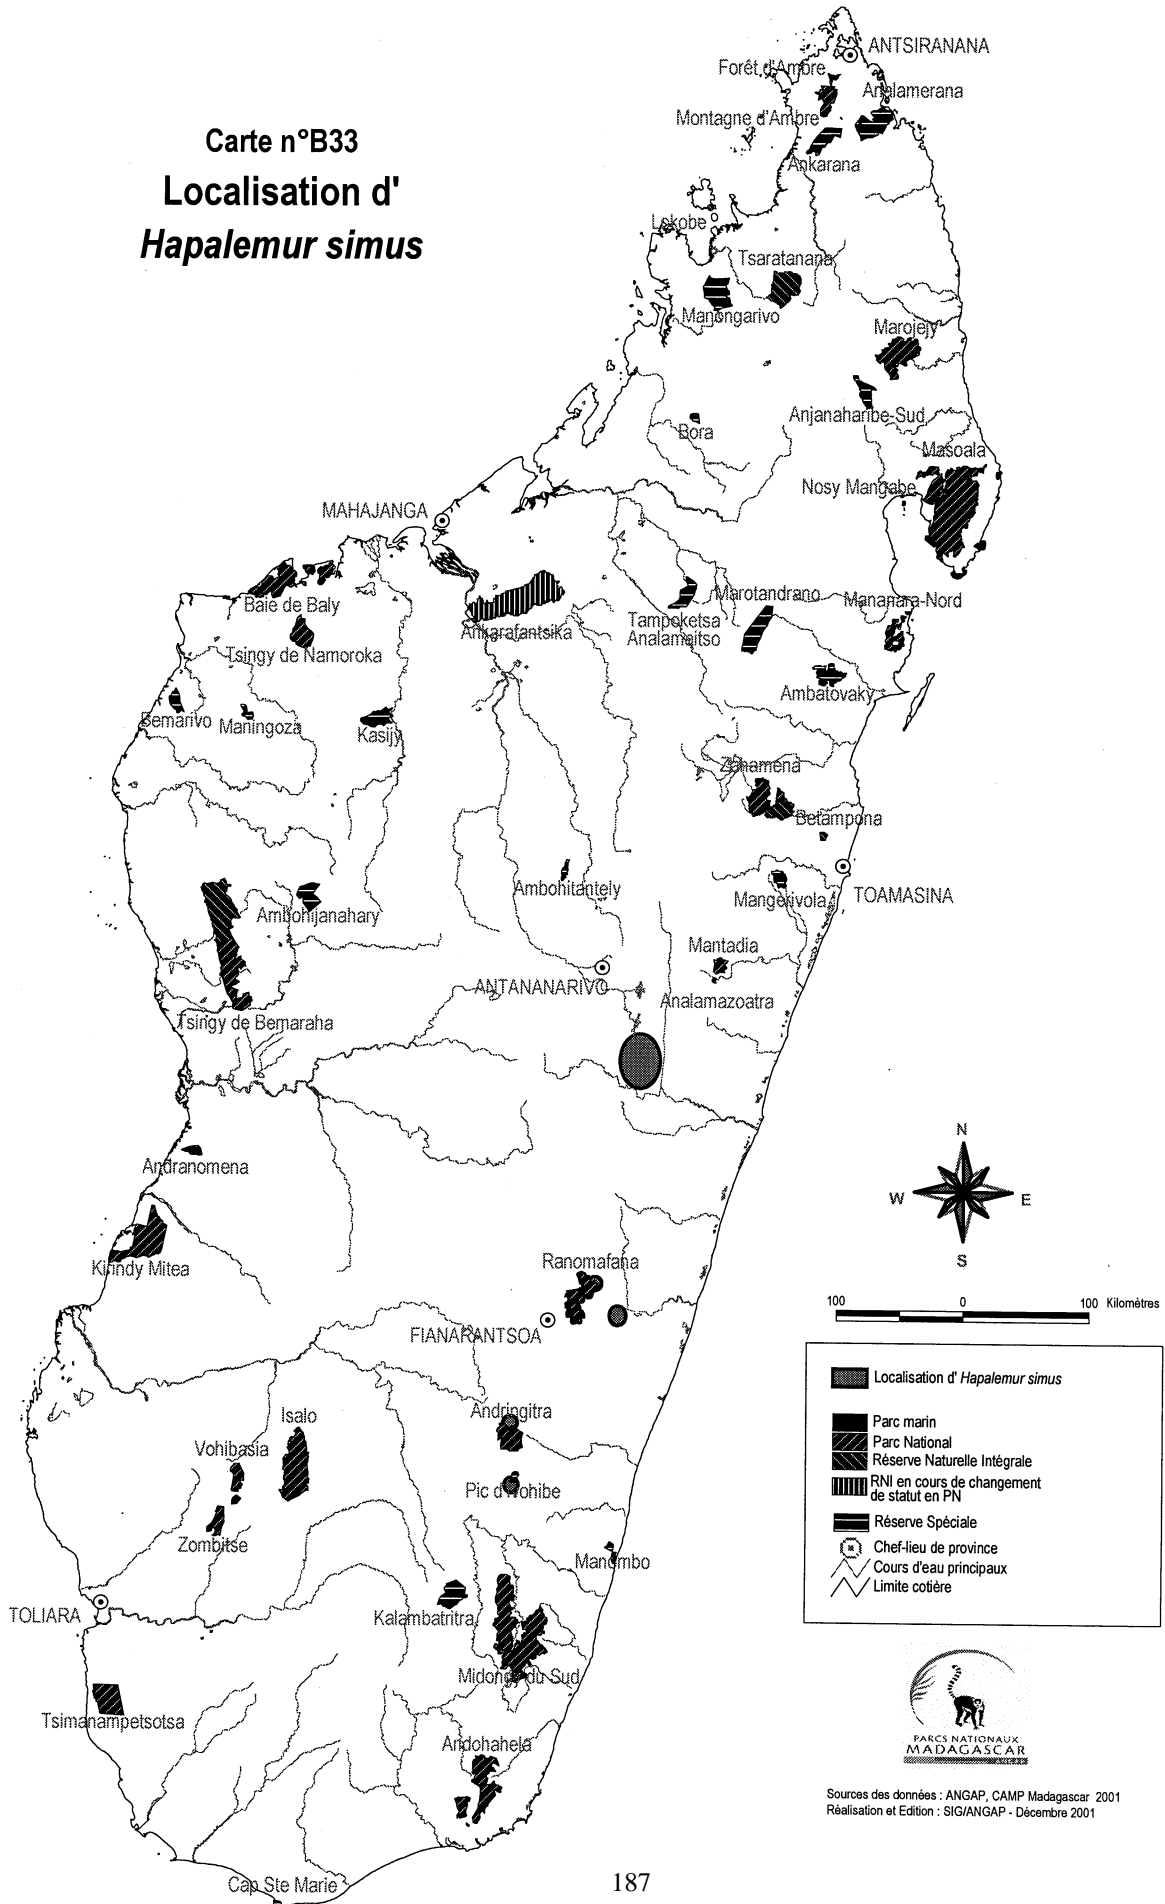 Carte n°B33
Localisation d'
Hapalemur simus
ANTSIRANANA
Forêt d'Ambre
Analamerana
Montagne d'Ambre
Ankarana
Lokobe
Tsaratanana
Manongarivo
Marojejy
Anjanaharibe-Sud
Bora
Masoala
Nosy Mangabe
MAHAJANGA
Baie de Baly
Ankarafantsika
Tampoketsa
Analamaitso
Marotandrano
Mananara-Nord
Tsingy de Namoroka
Ambatovaky
Bemarivo
Maningoza
Kasijy
Zahamena
Betampona
Ambohitantely
Mangerivola
TOAMASINA
Ambohijanahary
Mantadia
ANTANANARIVO
Analamazoatra
Tsingy de Bemaraha
Andranomena
Kirindy Mitea
Ranomafana
FIANARANTSOA
Isalo
Andringitra
Vohibasia
Pic d'Ivohibe
Zombitse
Manombo
TOLIARA
Kalambatritra
Midongy du Sud
Tsimanampetsotsa
Andohahela
Cap Ste Marie
N
W
E
S
100 0 100 Kilomètres
Localisation d' Hapalemur simus
Parc marin
Parc National
Réserve Naturelle Intégrale
RNI en cours de changement
de statut en PN
Réserve Spéciale
Chef-lieu de province
Cours d'eau principaux
Limite cotière
PARCS NATIONAUX
MADAGASCAR
Sources des données : ANGAP, CAMP Madagascar 2001
Réalisation et Edition : SIG/ANGAP - Décembre 2001
187